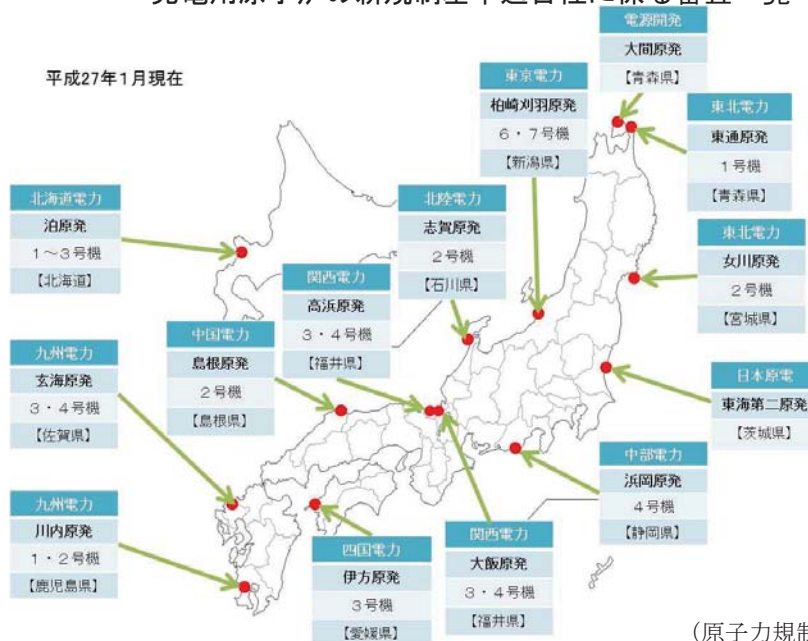 平成27年1月現在
電源開発
大間原発
【青森県】
東京電力
柏崎刈羽原発
6・7号機
【新潟県】
東北電力
東通原発
1号機
【青森県】
北海道電力
泊原発
1~3号機
【北海道】
北陸電力
志賀原発
2号機
【石川県】
東北電力
女川原発
2号機
【宮城県】
関西電力
高浜原発
3・4号機
【福井県】
中国電力
島根原発
2号機
【島根県】
九州電力
玄海原発
3・4号機
【佐賀県】
日本原電
東海第二原発
【茨城県】
中部電力
浜岡原発
4号機
【静岡県】
九州電力
川内原発
1・2号機
【鹿児島県】
四国電力
伊方原発
3号機
【愛媛県】
関西電力
大飯原発
3・4号機
【福井県】
(原子力規制